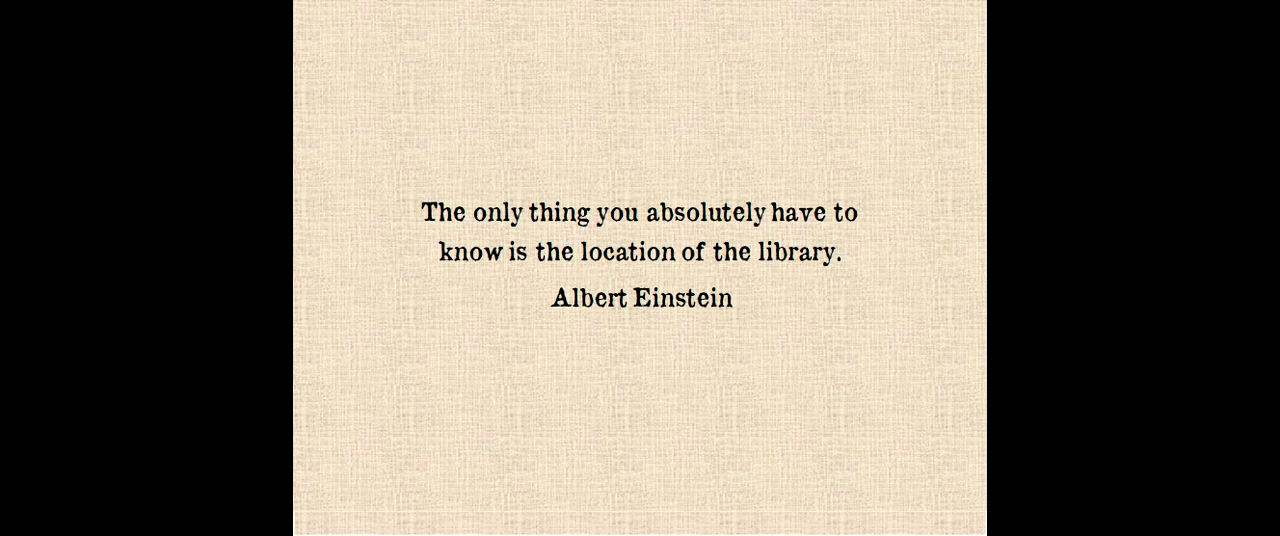 The only thing you absolutely have to
know is the location of the library.
Albert Einstein